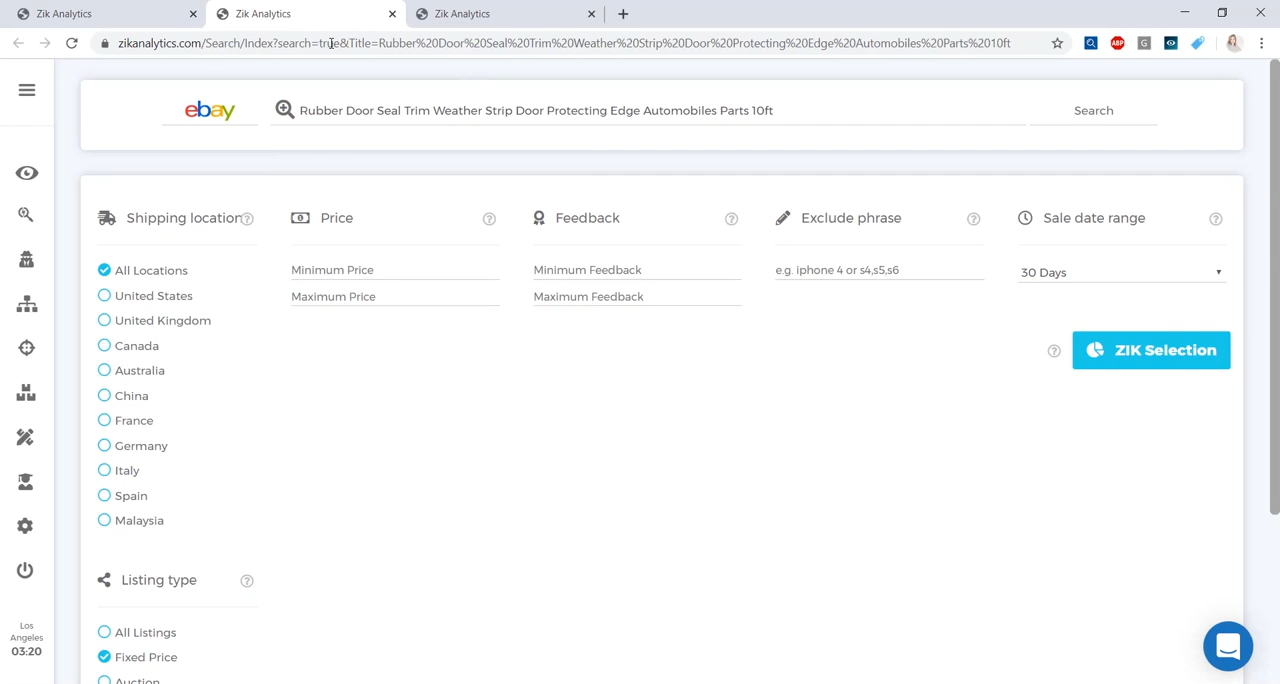 Zik Analytics
Zik Analytics
Zik Analytics
zikanalytics.com/Search/Index?search=true&Title=Rubber%20Door%20Seal%20Trim%20Weather%20Strip%20Door%20Protecting%20Edge%20Automobiles%20Parts%2010ft
ABP
G
ebay
Rubber Door Seal Trim Weather Strip Door Protecting Edge Automobiles Parts 10ft
Search
Shipping location
Price
Feedback
Exclude phrase
Sale date range
All Locations
Minimum Price
Minimum Feedback
e.g. iphone 4 or s4,s5,s6
30 Days
United States
Maximum Price
Maximum Feedback
United Kingdom
Canada
ZIK Selection
Australia
China
France
Germany
Italy
Spain
Malaysia
Listing type
All Listings
Fixed Price
Auction
Los
Angeles
03:20